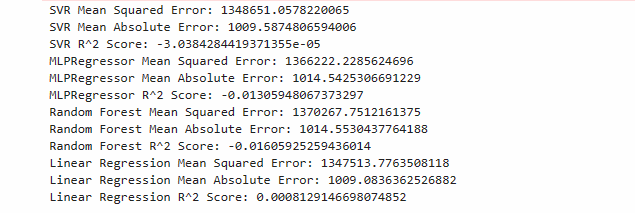 SVR Mean Squared Error: 1348651.0578220065
SVR Mean Absolute Error: 1009.5874806594006
SVR R^2 Score: -3.0384284419371355e-05
MLPRegressor Mean Squared Error: 1366222.2285624696
MLPRegressor Mean Absolute Error: 1014.5425306691229
MLPRegressor R^2 Score: -0.01305948067373297
Random Forest Mean Squared Error: 1370267.7512161375
Random Forest Mean Absolute Error: 1014.5530437764188
Random Forest R^2 Score: -0.01605925259436014
Linear Regression Mean Squared Error: 1347513.7763508118
Linear Regression Mean Absolute Error: 1009.0836362526882
Linear Regression R^2 Score: 0.0008129146698074852